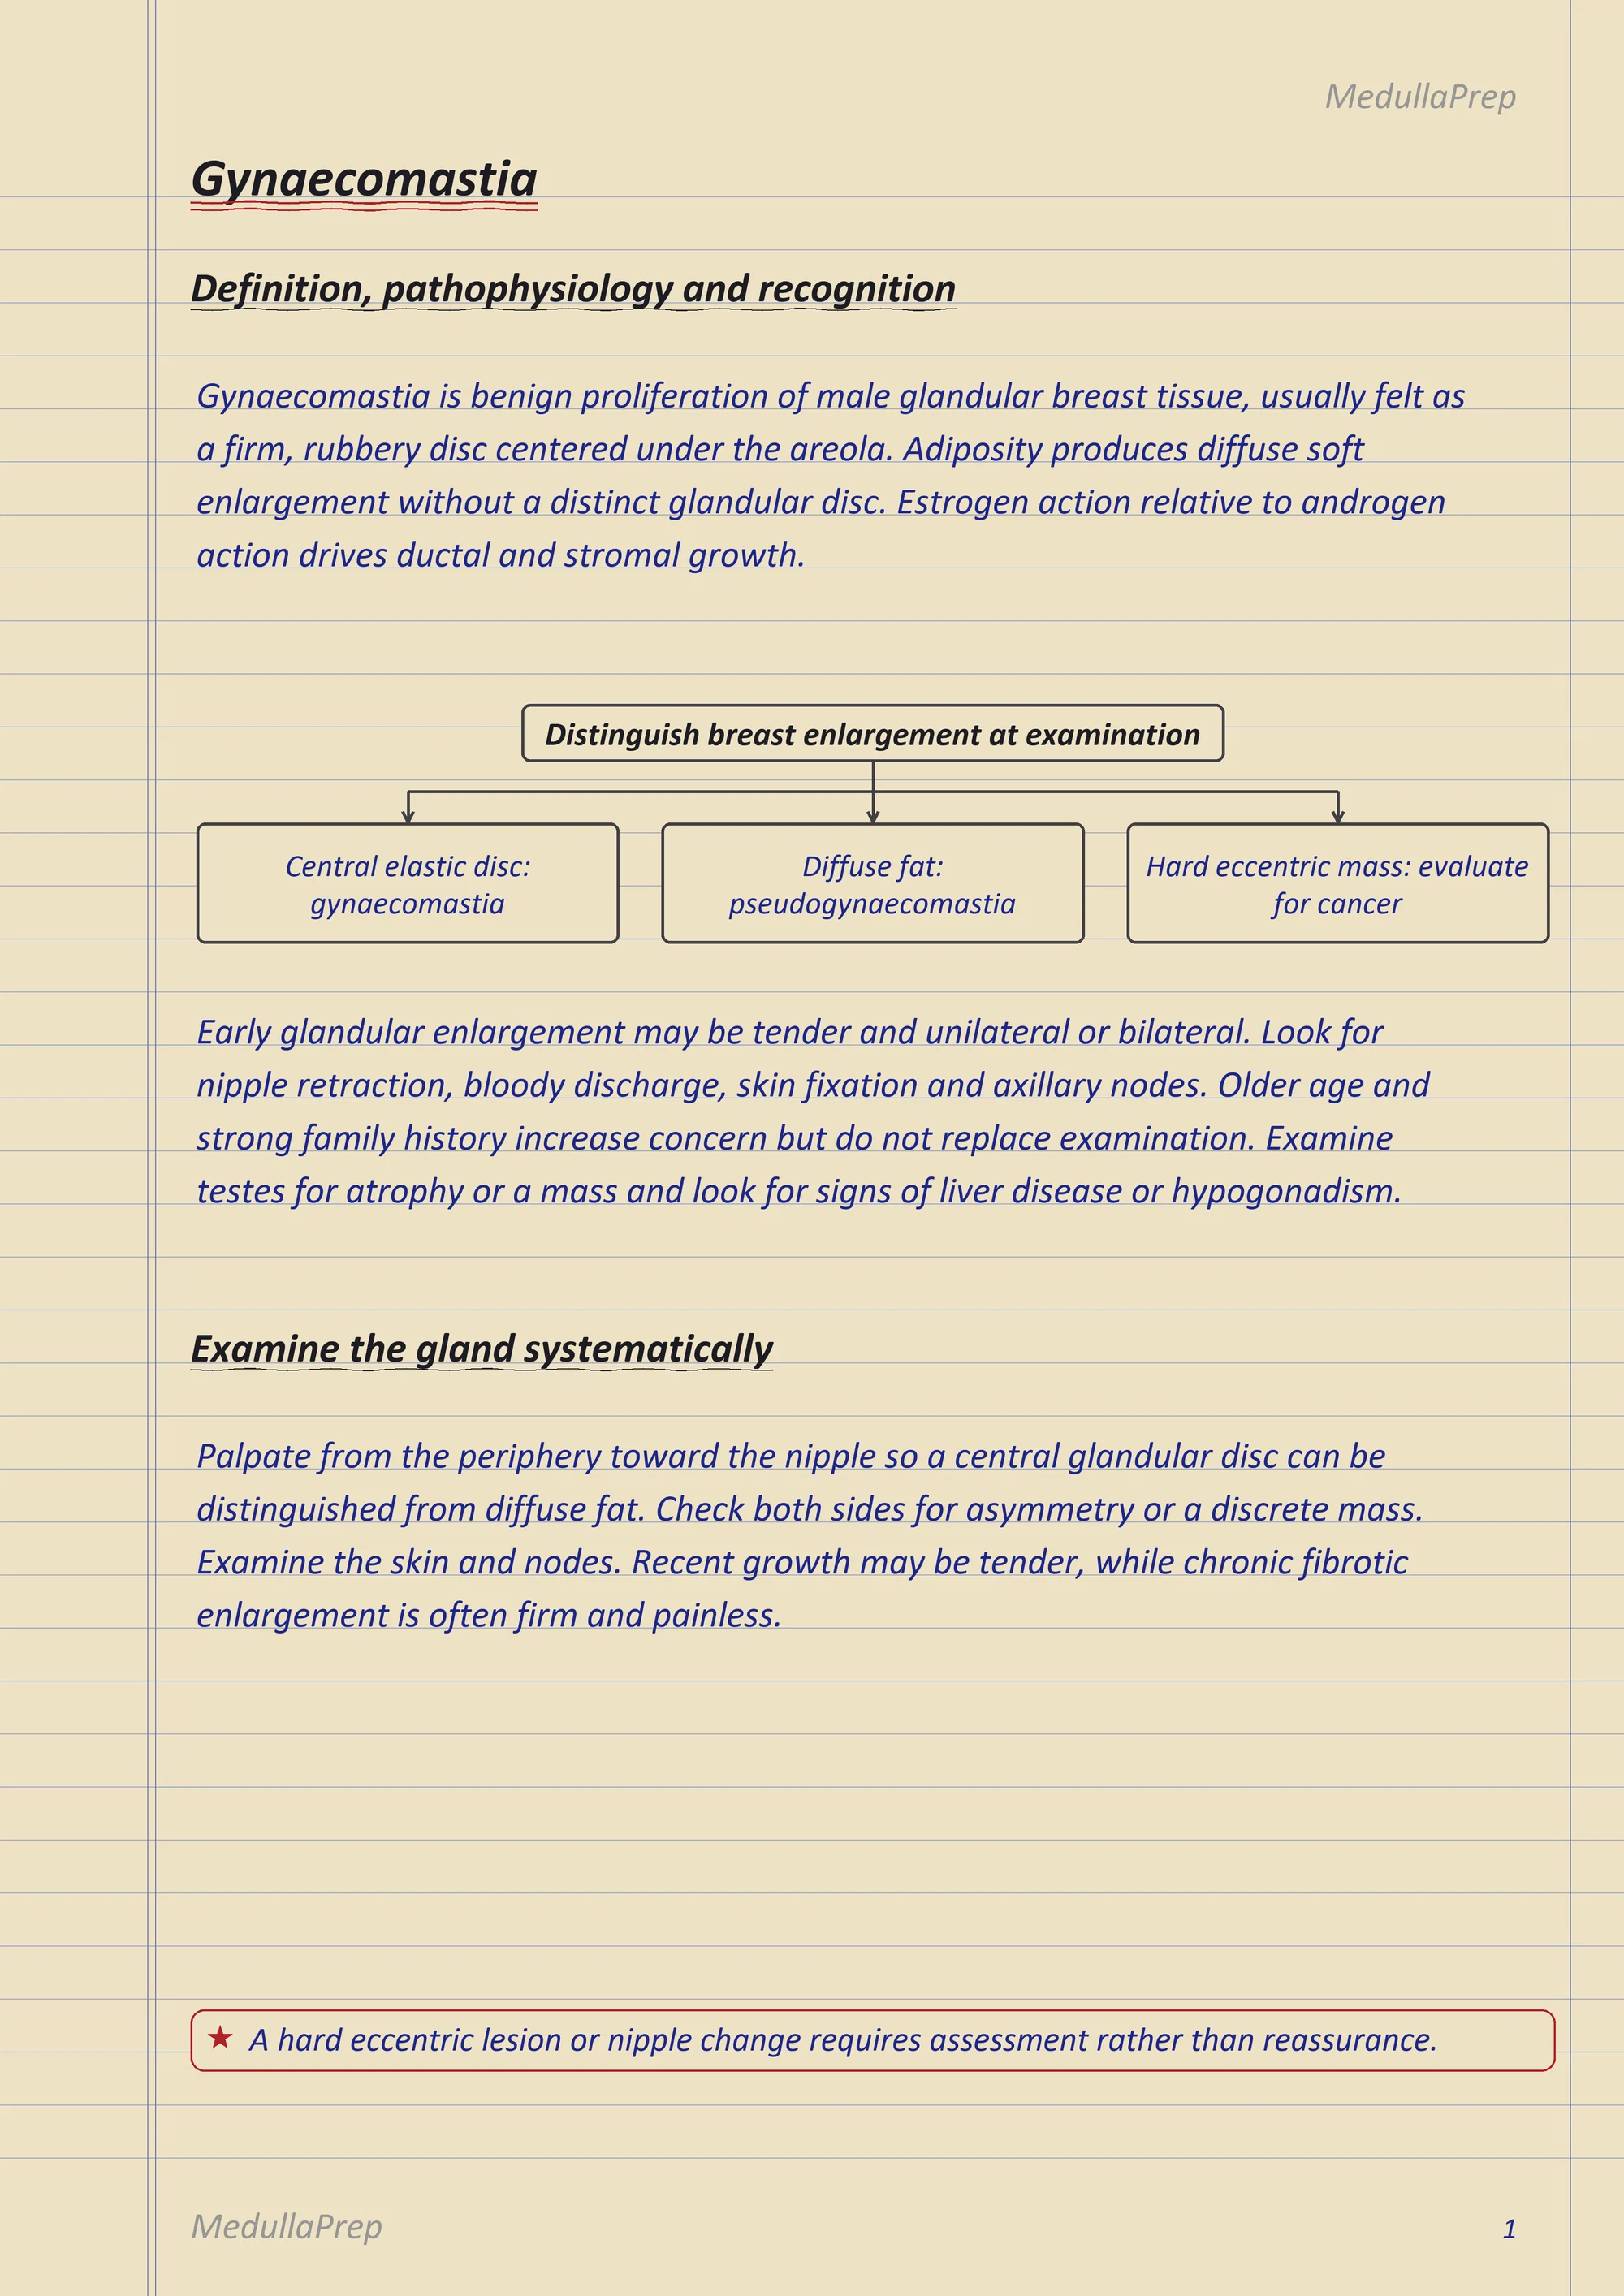 MedullaPrep
Gynaecomastia
Definition, pathophysiology and recognition
Gynaecomastia is benign proliferation of male glandular breast tissue, usually felt as
a firm, rubbery disc centered under the areola. Adiposity produces diffuse soft
enlargement without a distinct glandular disc. Estrogen action relative to androgen
action drives ductal and stromal growth.
Distinguish breast enlargement at examination
Central elastic disc:
gynaecomastia
Diffuse fat:
pseudogynaecomastia
Hard eccentric mass: evaluate
for cancer
Early glandular enlargement may be tender and unilateral or bilateral. Look for
nipple retraction, bloody discharge, skin fixation and axillary nodes. Older age and
strong family history increase concern but do not replace examination. Examine
testes for atrophy or a mass and look for signs of liver disease or hypogonadism.
Examine the gland systematically
Palpate from the periphery toward the nipple so a central glandular disc can be
distinguished from diffuse fat. Check both sides for asymmetry or a discrete mass.
Examine the skin and nodes. Recent growth may be tender, while chronic fibrotic
enlargement is often firm and painless.
★ A hard eccentric lesion or nipple change requires assessment rather than reassurance.
MedullaPrep
1